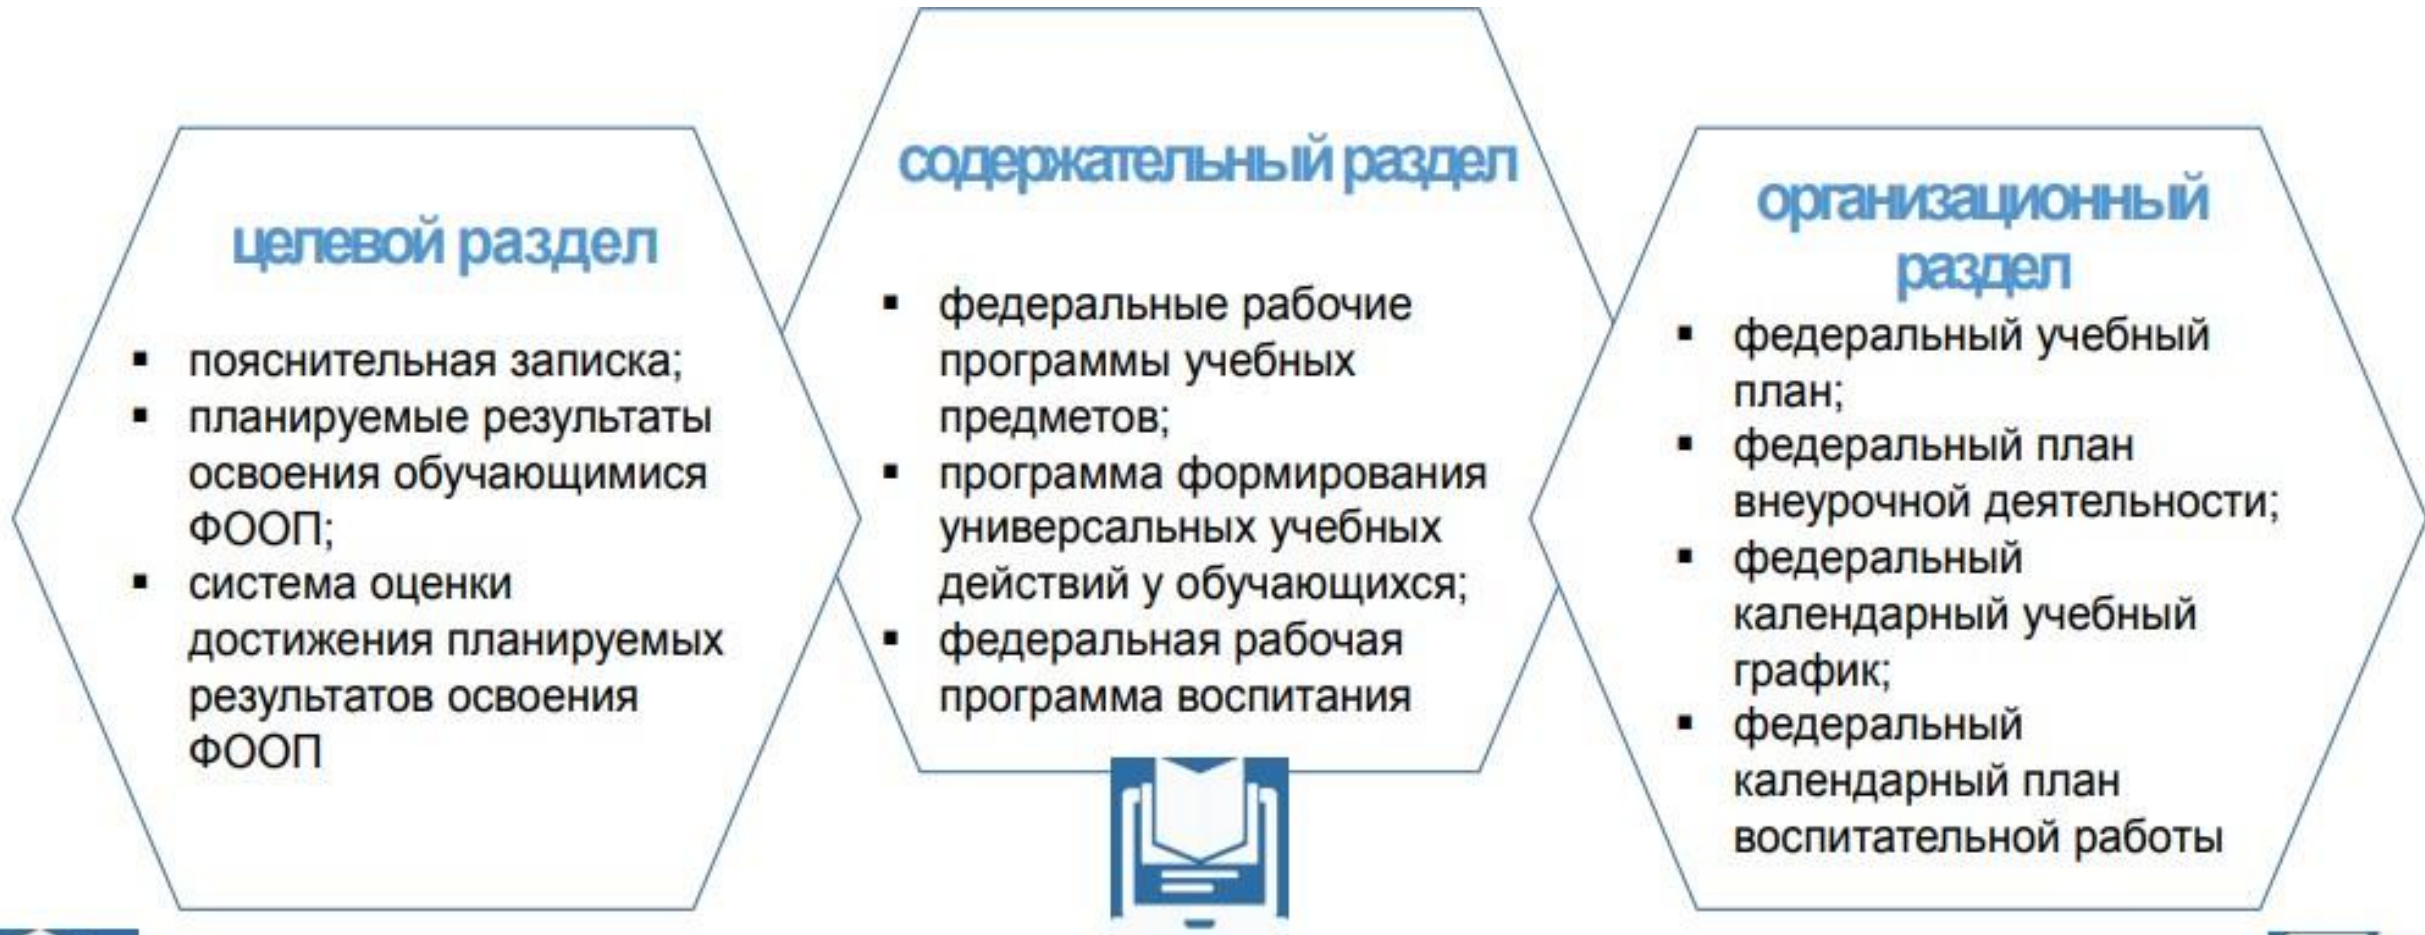 целевой раздел
▪ пояснительная записка;
▪ планируемые результаты
освоения обучающимися
ФООП;
▪ система оценки
достижения планируемых
результатов освоения
ФООП
содержательный раздел
▪ федеральные рабочие
программы учебных
предметов;
▪ программа формирования
универсальных учебных
действий у обучающихся;
▪ федеральная рабочая
программа воспитания
организационный
раздел
▪ федеральный учебный
план;
▪ федеральный план
внеурочной деятельности;
▪ федеральный
календарный учебный
график;
▪ федеральный
календарный план
воспитательной работы